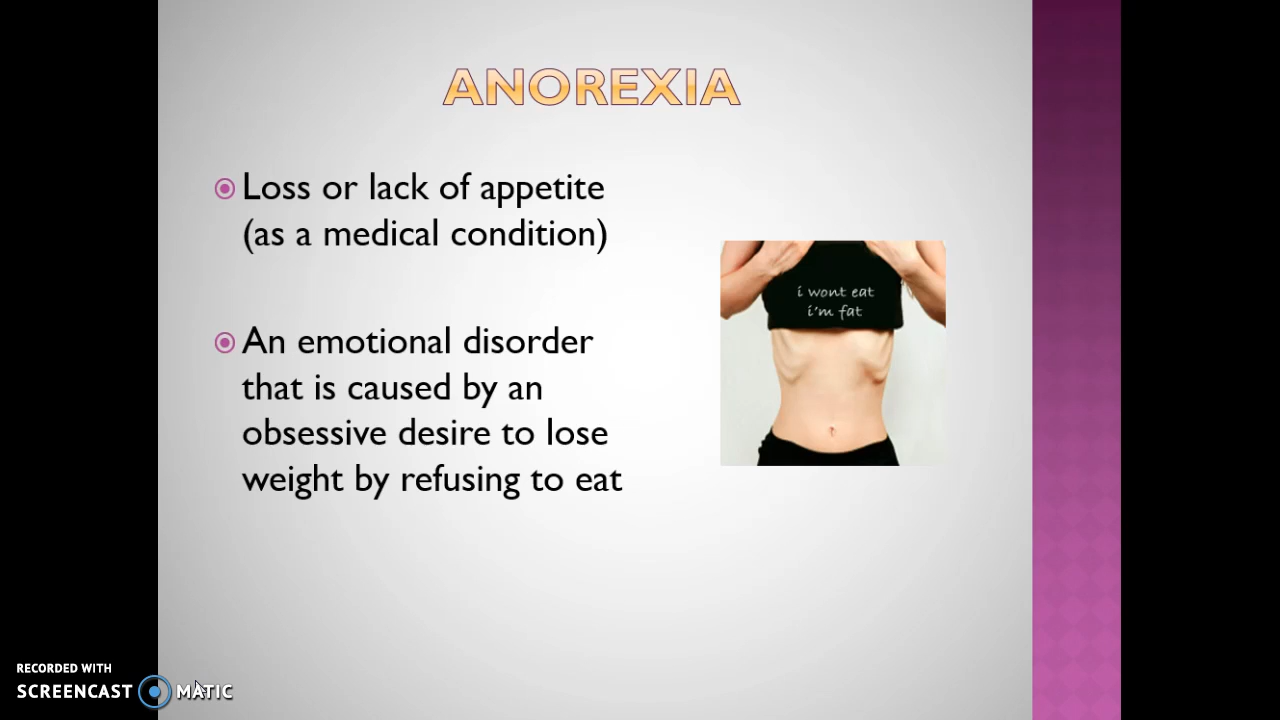 ANOREXIA
Loss or lack of appetite
(as a medical condition)
i wont eat
i'm fat
An emotional disorder
that is caused by an
obsessive desire to lose
weight by refusing to eat
RECORDED WITH
SCREENCAST MATIC